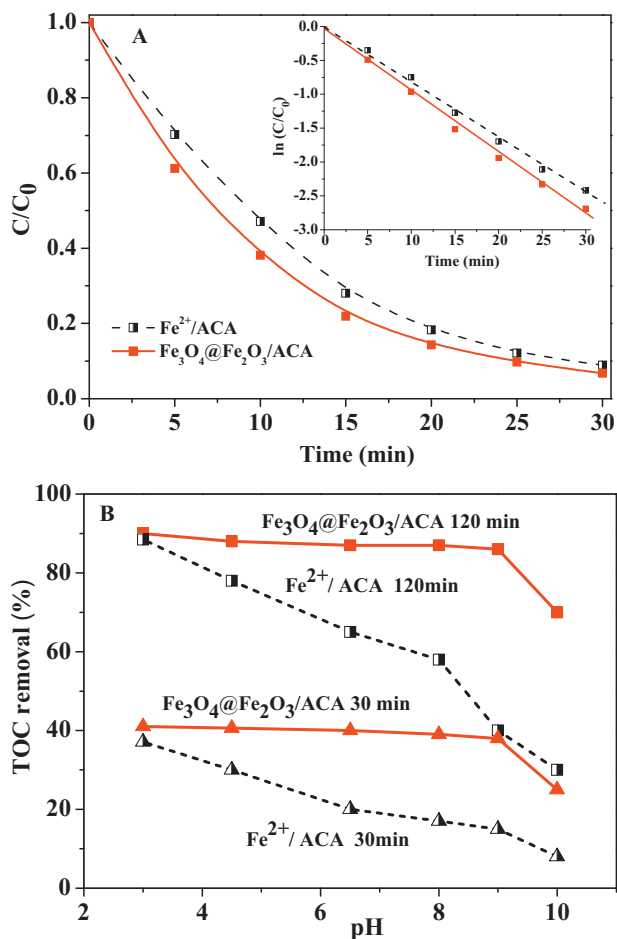 A
1.0
0.8
0.6
0.4
0.2
0.0
C/C₀
0
5
10
15
20
25
30
Time (min)
Fe²⁺/ACA
Fe₃O₄@Fe₂O₃/ACA
0.0
-0.5
-1.0
-1.5
-2.0
-2.5
-3.0
ln (C/C₀)
0
5
10
15
20
25
30
Time (min)
B
100
80
60
40
20
0
TOC removal (%)
Fe₃O₄@Fe₂O₃/ACA 120 min
Fe²⁺/ ACA 120min
Fe₃O₄@Fe₂O₃/ACA 30 min
Fe²⁺/ ACA 30min
2
4
6
8
10
pH